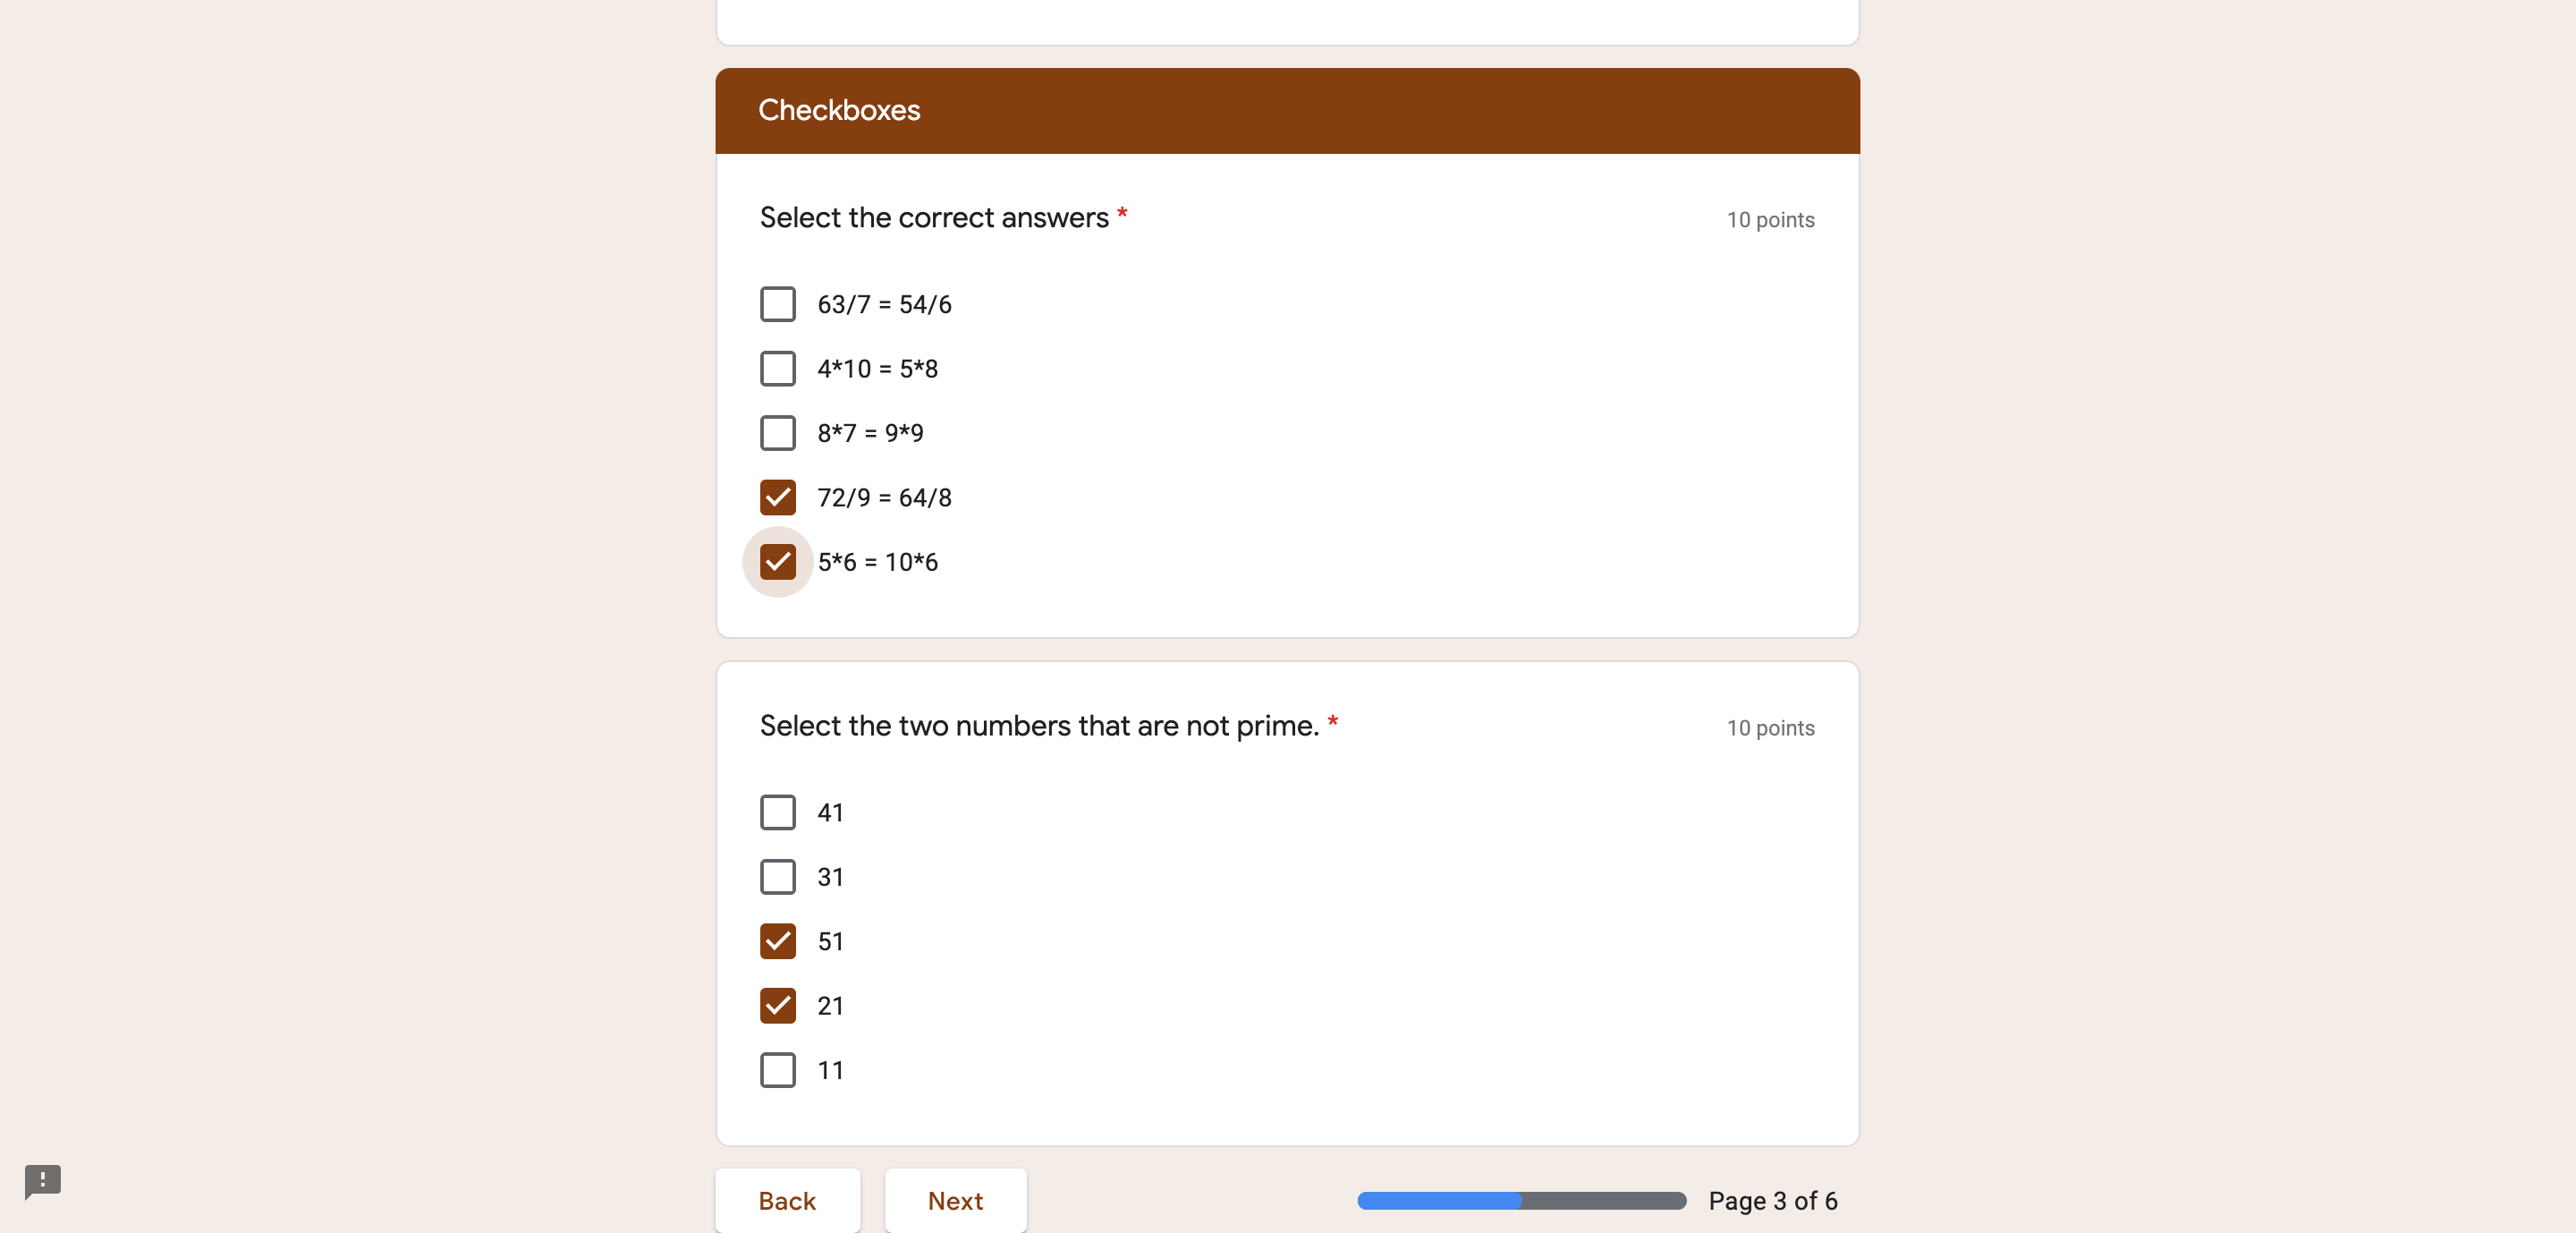 Checkboxes
Select the correct answers *
10 points
63/7 = 54/6
4*10 = 5*8
8*7 = 9*9
72/9 = 64/8
5*6 = 10*6
Select the two numbers that are not prime. *
10 points
41
31
51
21
11
Back
Next
Page 3 of 6